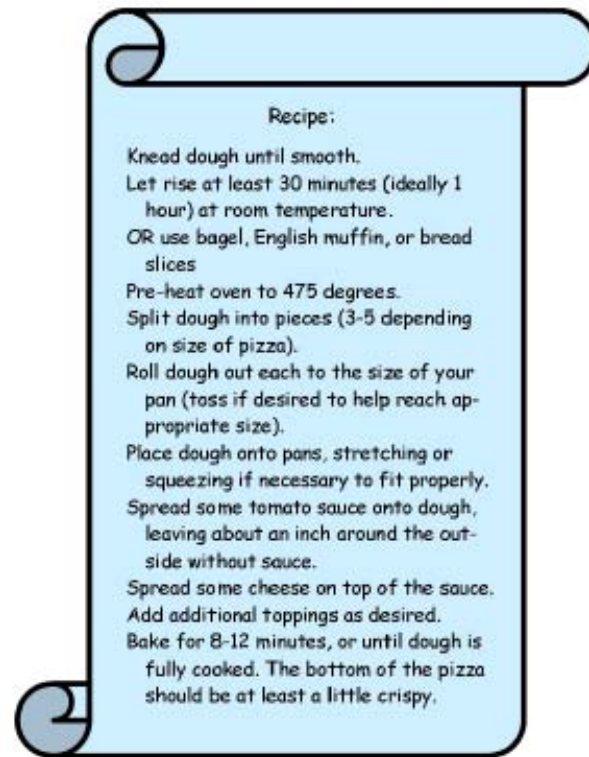 Recipe:
Knead dough until smooth.
Let rise at least 30 minutes (ideally 1
hour) at room temperature.
OR use bagel, English muffin, or bread
slices
Pre-heat oven to 475 degrees.
Split dough into pieces (3-5 depending
on size of pizza).
Roll dough out each to the size of your
pan (toss if desired to help reach ap-
propriate size).
Place dough onto pans, stretching or
squeezing if necessary to fit properly.
Spread some tomato sauce onto dough,
leaving about an inch around the out-
side without sauce.
Spread some cheese on top of the sauce.
Add additional toppings as desired.
Bake for 8-12 minutes, or until dough is
fully cooked. The bottom of the pizza
should be at least a little crispy.